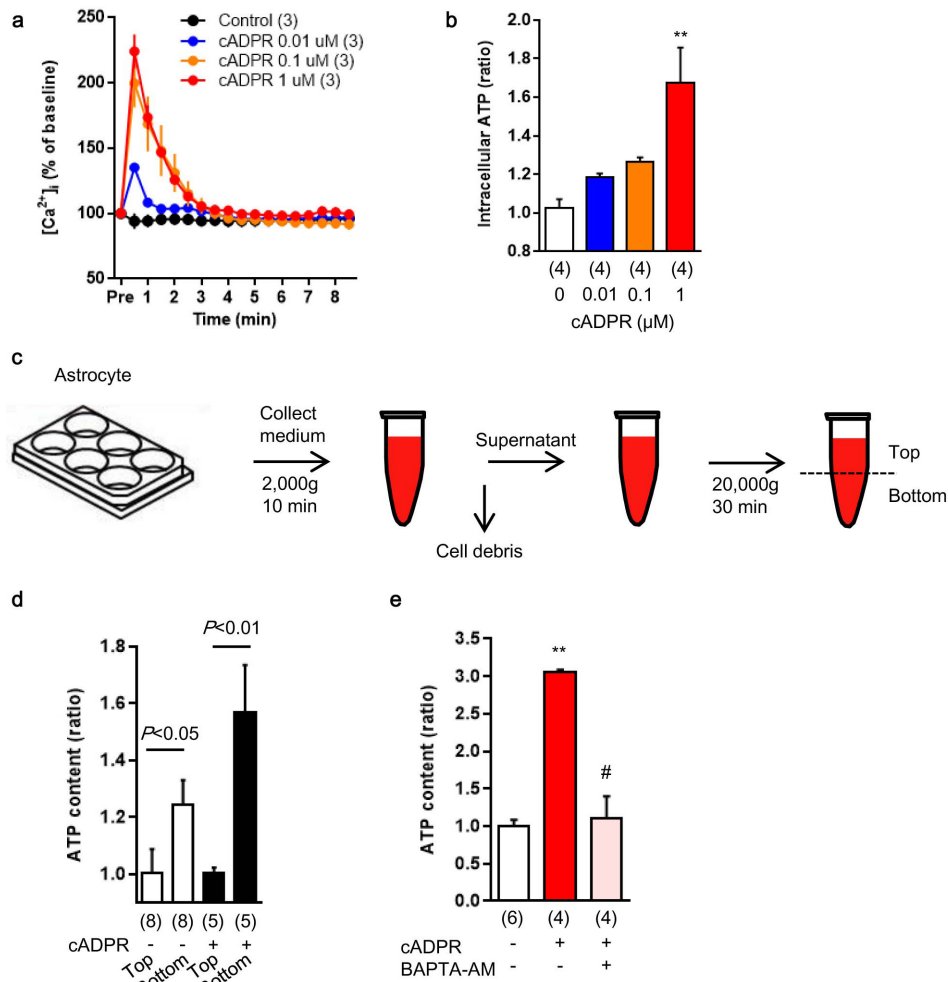 a
250
200
150
100
50
[Ca²⁺]i (% of baseline)
Control (3)
cADPR 0.01 uM (3)
cADPR 0.1 uM (3)
cADPR 1 uM (3)
Pre 1 2 3 4 5 6 7 8
Time (min)
b
2.0
1.8
1.6
1.4
1.2
1.0
0.8
Intracellular ATP (ratio)
**
(4) (4) (4) (4)
0 0.01 0.1 1
cADPR (µM)
c
Astrocyte
Collect
medium
2,000g
10 min
Supernatant
Cell debris
20,000g
30 min
Top
Bottom
d
1.8
1.6
1.4
1.2
1.0
ATP content (ratio)
P<0.05
P<0.01
(8) (8) (5) (5)
cADPR - - + +
Top Bottom Top Bottom
e
3.5
3.0
2.5
2.0
1.5
1.0
0.5
0.0
ATP content (ratio)
**
#
(6) (4) (4)
cADPR - + +
BAPTA-AM - - +